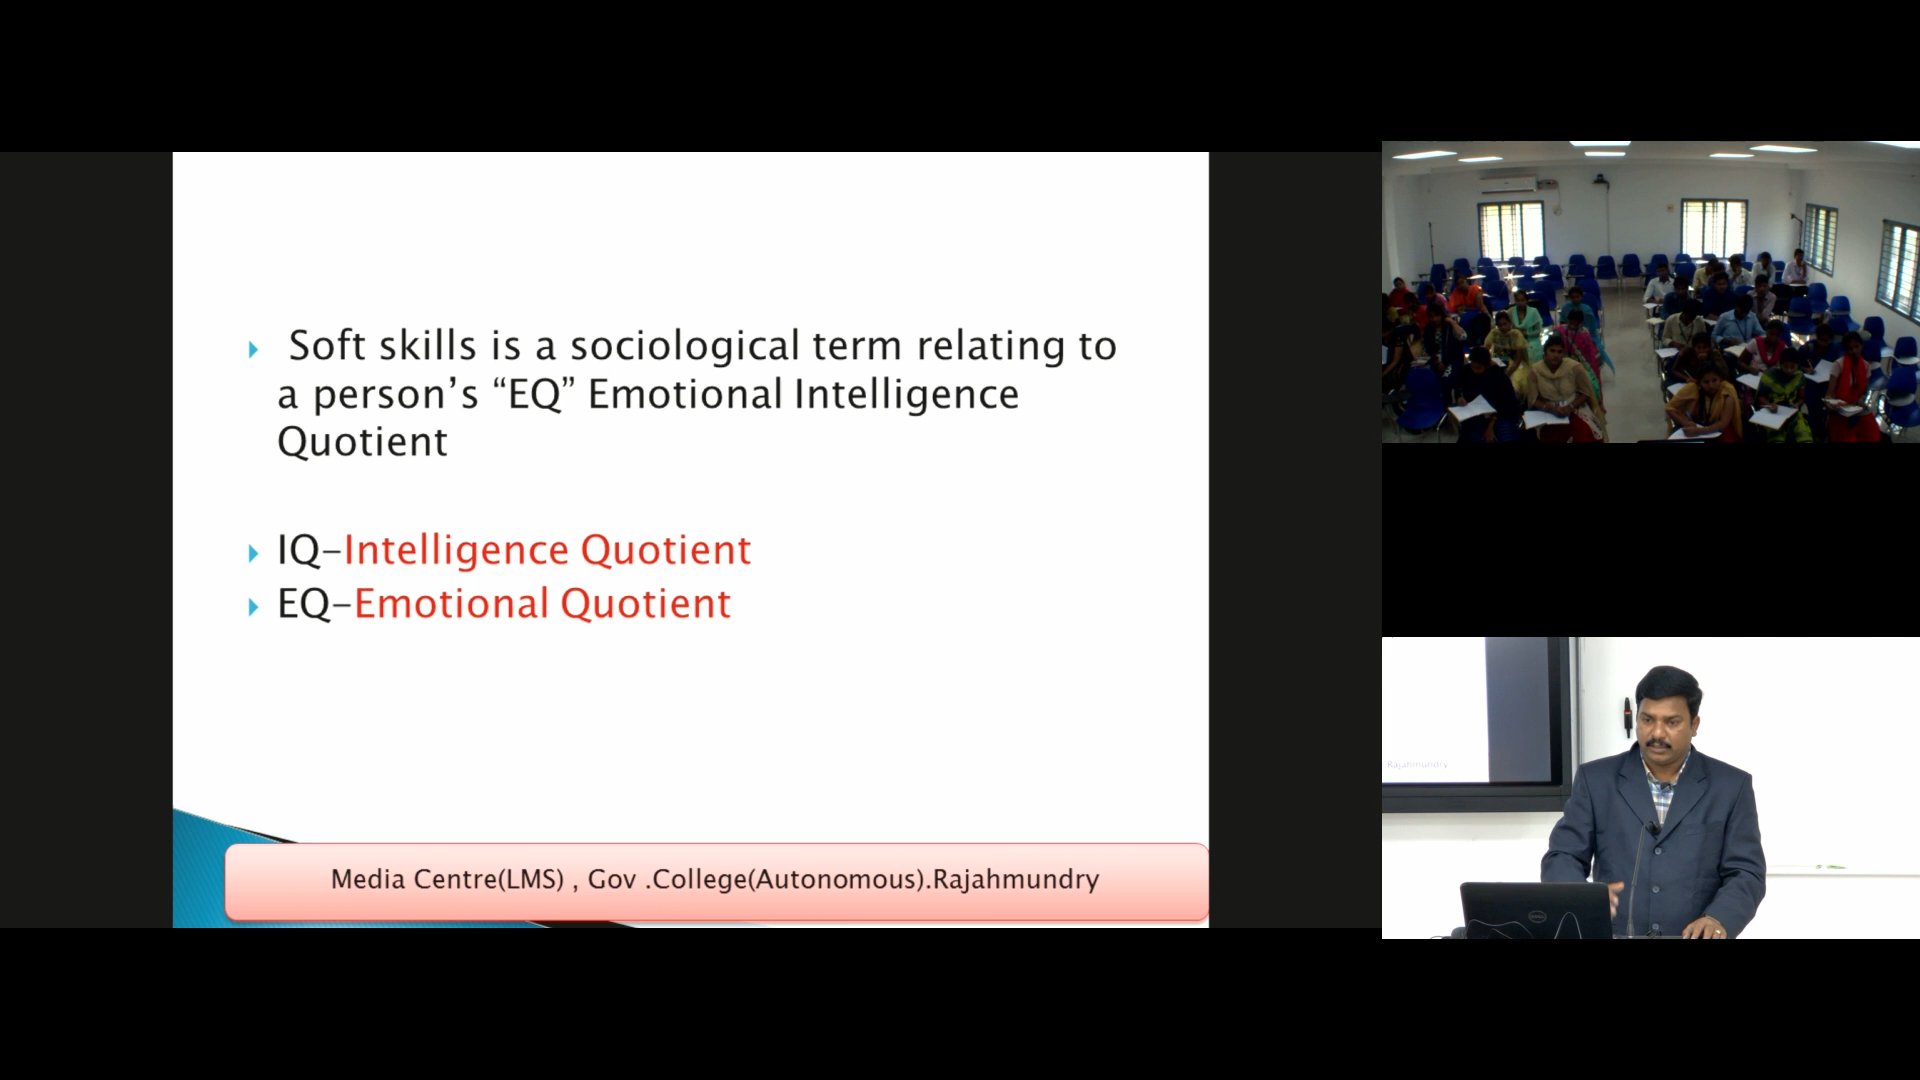 Soft skills is a sociological term relating to
a person's “EQ” Emotional Intelligence
Quotient
IQ-Intelligence Quotient
EQ-Emotional Quotient
Media Centre(LMS) , Gov .College(Autonomous).Rajahmundry
Rajahmundry